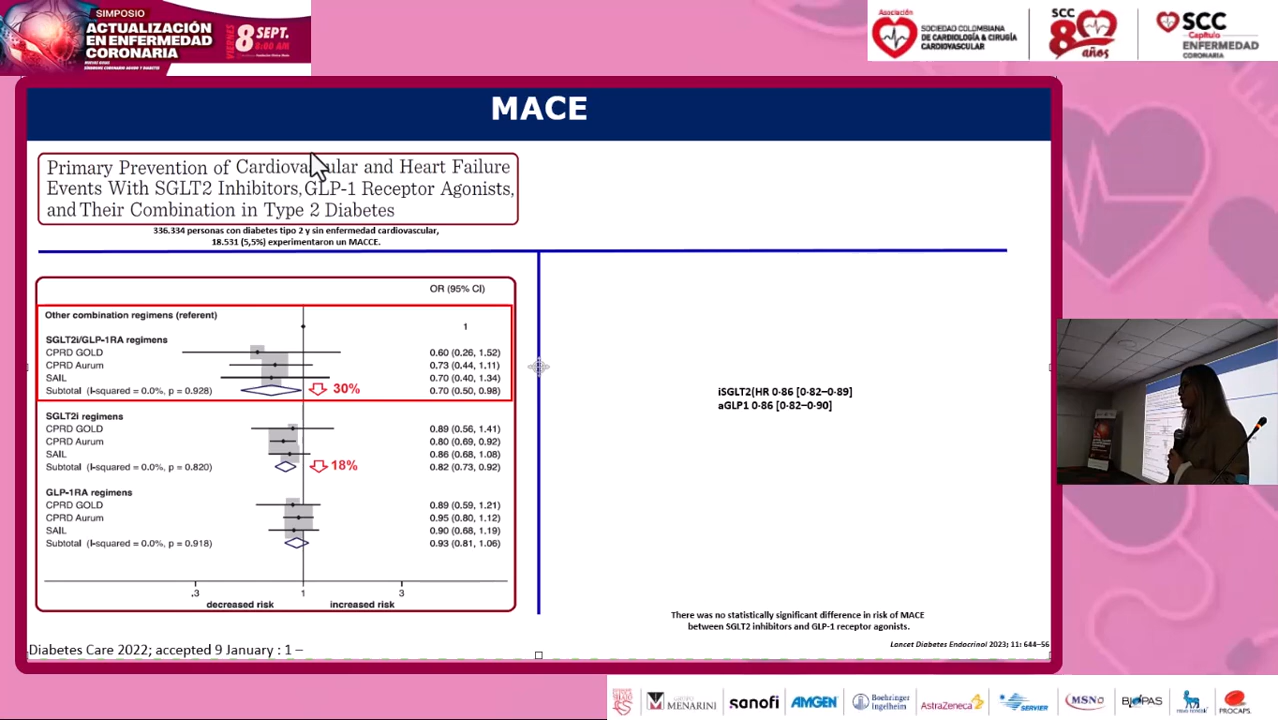 SIMPOSIO
ACTUALIZACIÓN
EN ENFERMEDAD
CORONARIA
VIERNES
8 SEPT.
8:00 AM
Asociación
SOCIEDAD COLOMBIANA
DE CARDIOLOGÍA & CIRUGÍA
CARDIOVASCULAR
SCC
80
años
SCC
Capítulo
ENFERMEDAD
CORONARIA
MACE
Primary Prevention of Cardiovascular and Heart Failure
Events With SGLT2 Inhibitors, GLP-1 Receptor Agonists,
and Their Combination in Type 2 Diabetes
336.334 personas con diabetes tipo 2 y sin enfermedad cardiovascular,
18.531 (5,5%) experimentaron un MACCE.
OR (95% CI)
Other combination regimens (referent)
1
SGLT2i/GLP-1RA regimens
CPRD GOLD 0.60 (0.26, 1.52)
CPRD Aurum 0.73 (0.44, 1.11)
SAIL 0.70 (0.40, 1.34)
Subtotal (I-squared = 0.0%, p = 0.928) 30% 0.70 (0.50, 0.98)
SGLT2i regimens
CPRD GOLD 0.89 (0.56, 1.41)
CPRD Aurum 0.80 (0.69, 0.92)
SAIL 0.86 (0.68, 1.08)
Subtotal (I-squared = 0.0%, p = 0.820) 18% 0.82 (0.73, 0.92)
GLP-1RA regimens
CPRD GOLD 0.89 (0.59, 1.21)
CPRD Aurum 0.95 (0.80, 1.12)
SAIL 0.90 (0.68, 1.19)
Subtotal (I-squared = 0.0%, p = 0.918) 0.93 (0.81, 1.06)
.3 1 3
decreased risk increased risk
iSGLT2(HR 0·86 [0·82–0·89]
aGLP1 0·86 [0·82–0·90]
There was no statistically significant difference in risk of MACE
between SGLT2 inhibitors and GLP-1 receptor agonists.
Lancet Diabetes Endocrinol 2023; 11: 644–56
Diabetes Care 2022; accepted 9 January : 1 –
MENARINI
sanofi
AMGEN
Boehringer
Ingelheim
AstraZeneca
SERVIER
MSN
BIOPAS
novo nordisk
PROCAPS